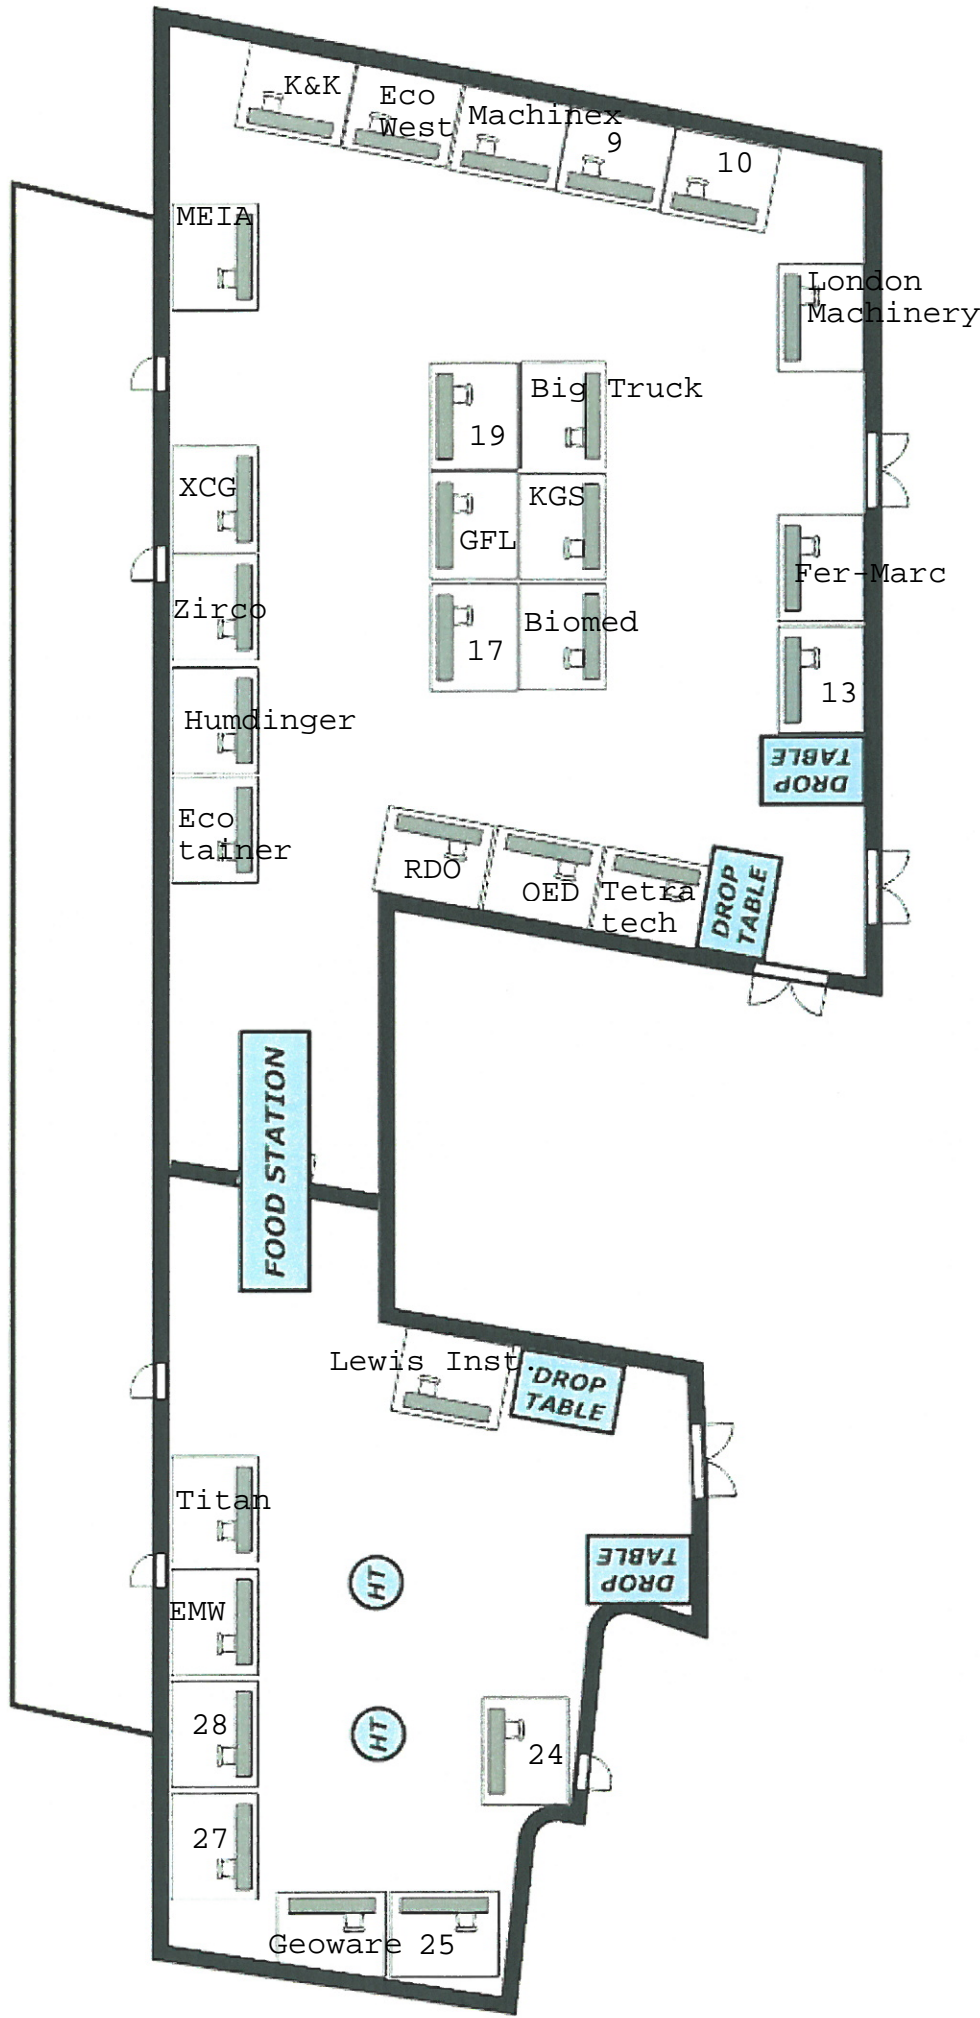 K&K
Eco
West
Machinex
9
10
MEIA
London
Machinery
Big Truck
19
XCG
KGS
GFL
Fer-Marc
Zirco
Biomed
17
13
Humdinger
DROP
TABLE
Eco
tainer
RDO
OED
Tetra
tech
DROP
TABLE
FOOD STATION
Lewis Inst.
DROP
TABLE
Titan
DROP
TABLE
HT
EMW
28
HT
24
27
Geoware
25